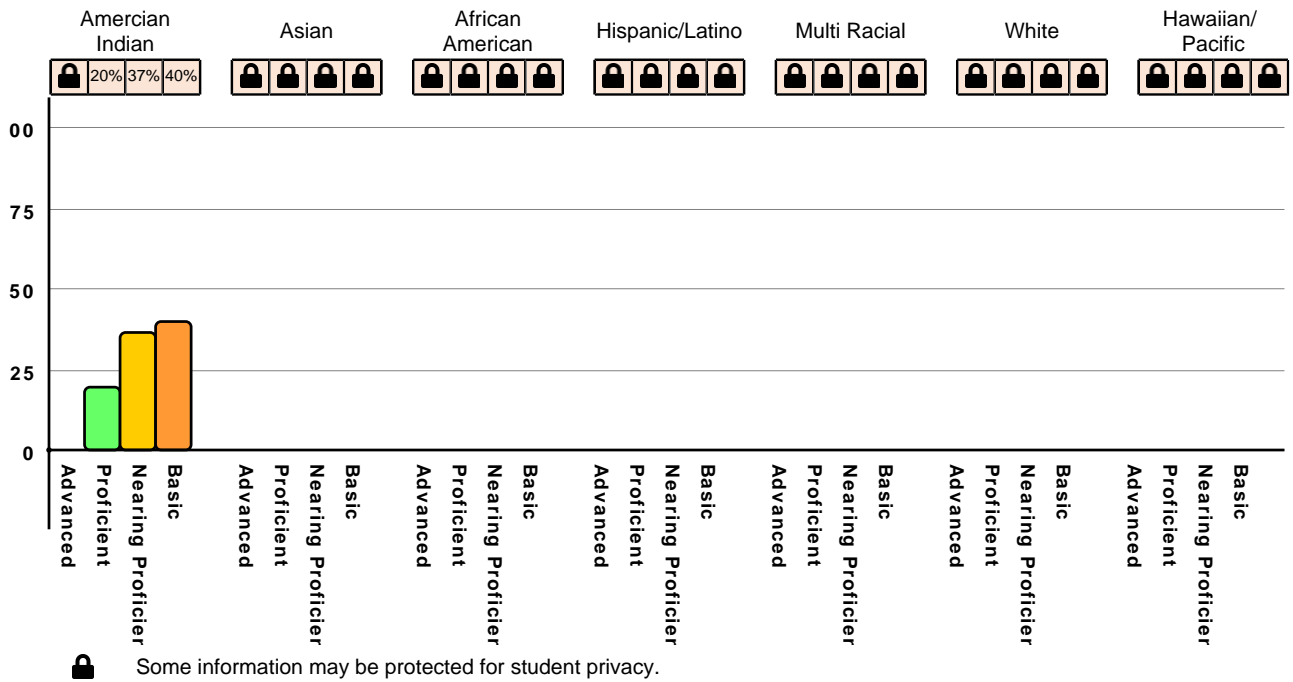 Amercian
Indian
Asian
African
American
Hispanic/Latino
Multi Racial
White
Hawaiian/
Pacific
20% 37% 40%
00
75
50
25
0
Advanced
Proficient
Nearing Proficier
Basic
Advanced
Proficient
Nearing Proficier
Basic
Advanced
Proficient
Nearing Proficier
Basic
Advanced
Proficient
Nearing Proficier
Basic
Advanced
Proficient
Nearing Proficier
Basic
Advanced
Proficient
Nearing Proficier
Basic
Advanced
Proficient
Nearing Proficier
Basic
Some information may be protected for student privacy.